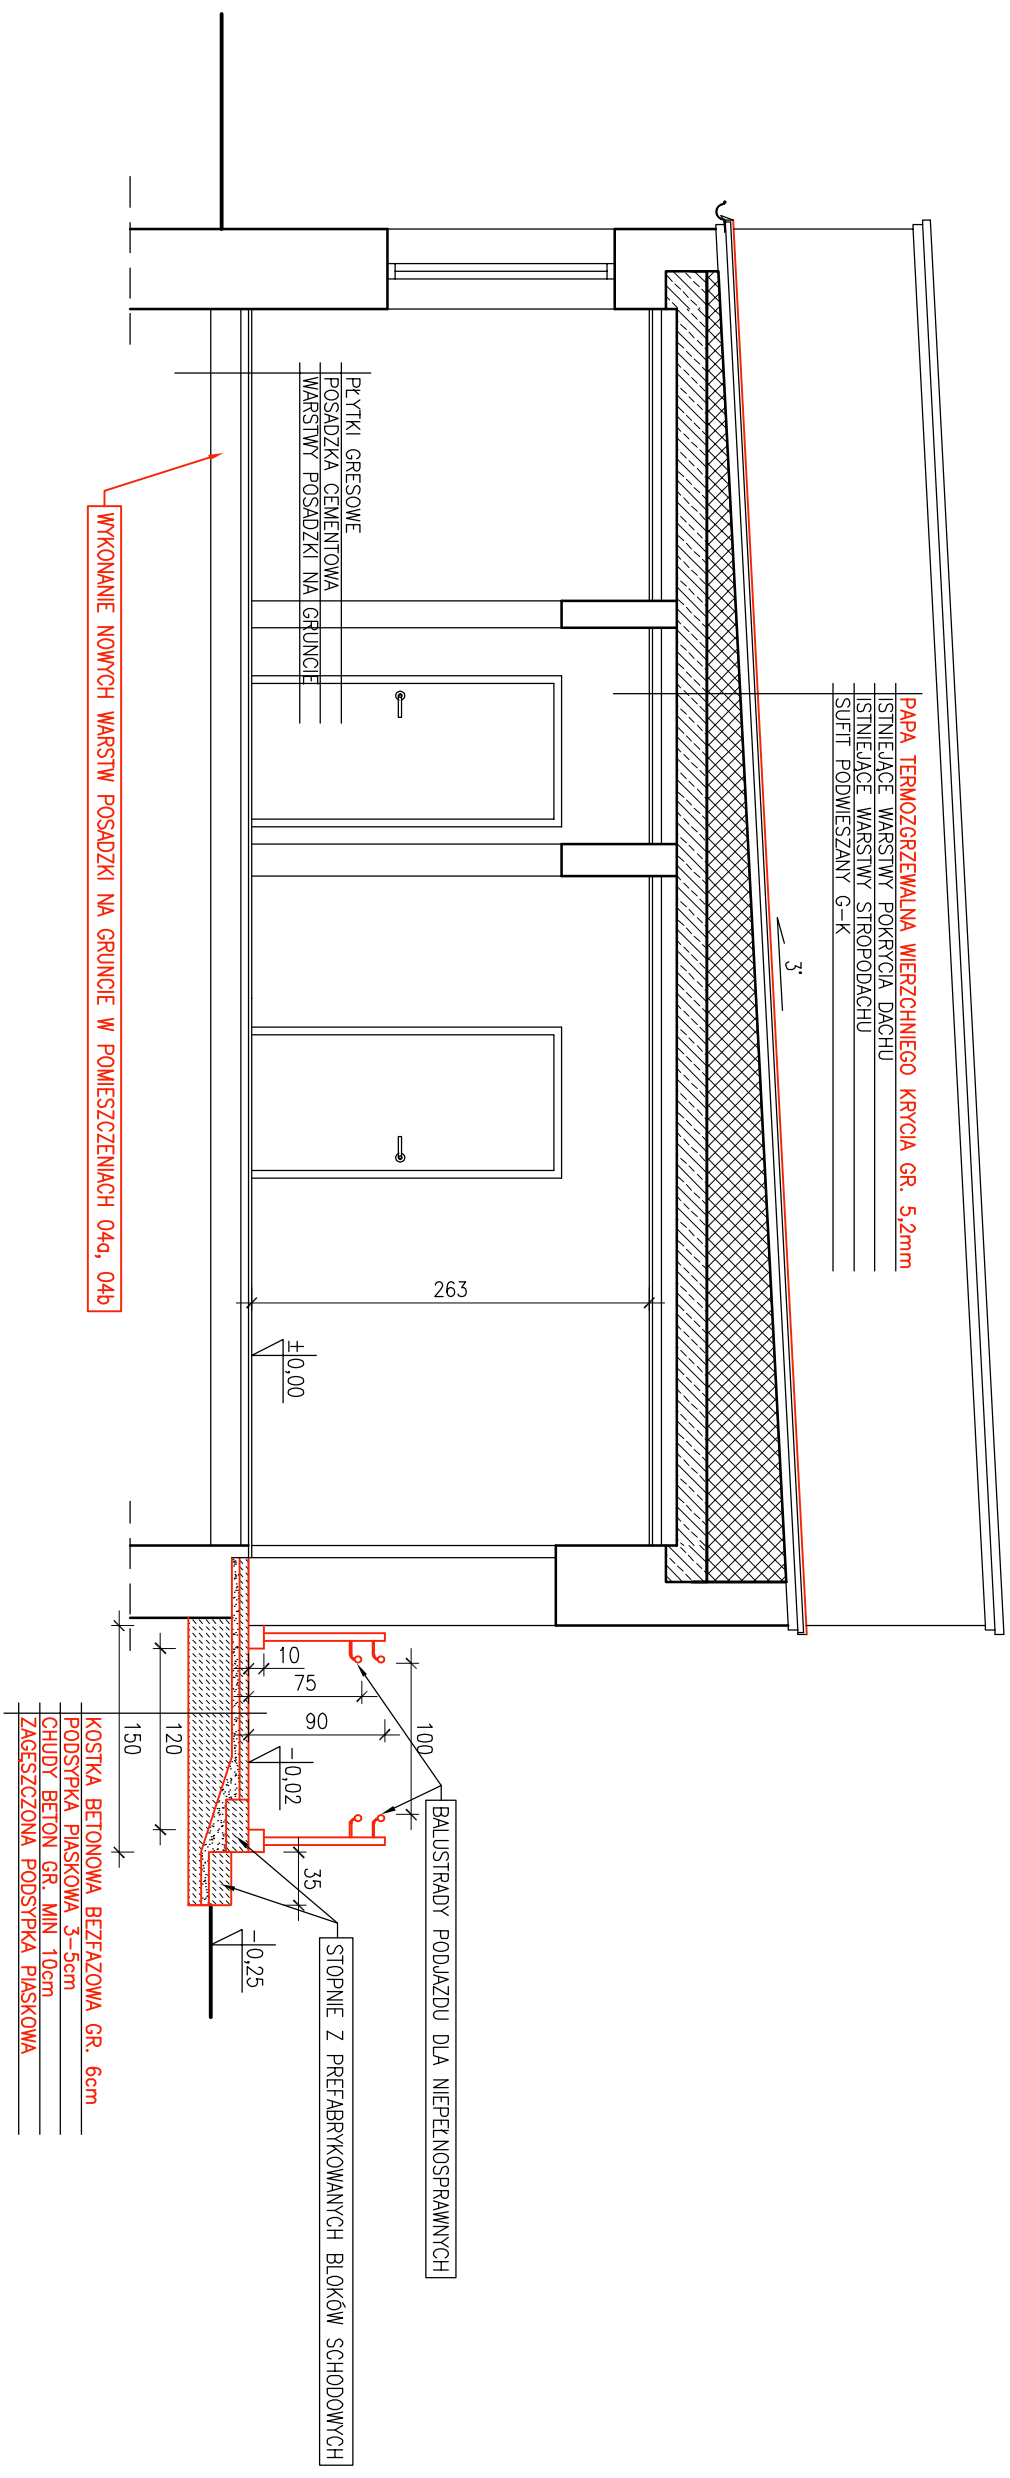 PAPA TERMOZGRZEWALNA WIERZCHNIEGO KRYCIA GR. 5,2mm
ISTNIEJĄCE WARSTWY POKRYCIA DACHU
ISTNIEJĄCE WARSTWY STROPODACHU
SUFIT PODWIESZANY G-K
3°
PŁYTKI GRESOWE
POSADZKA CEMENTOWA
WARSTWY POSADZKI NA GRUNCIE
263
±0,00
WYKONANIE NOWYCH WARSTW POSADZKI NA GRUNCIE W POMIESZCZENIACH 04a, 04b
100
BALUSTRADY PODJAZDU DLA NIEPEŁNOSPRAWNYCH
10
75
90
-0,02
35
STOPNIE Z PREFABRYKOWANYCH BLOKÓW SCHODOWYCH
-0,25
120
150
KOSTKA BETONOWA BEZFAZOWA GR. 6cm
PODSYPKA PIASKOWA 3-5cm
CHUDY BETON GR. MIN 10cm
ZAGĘSZCZONA PODSYPKA PIASKOWA